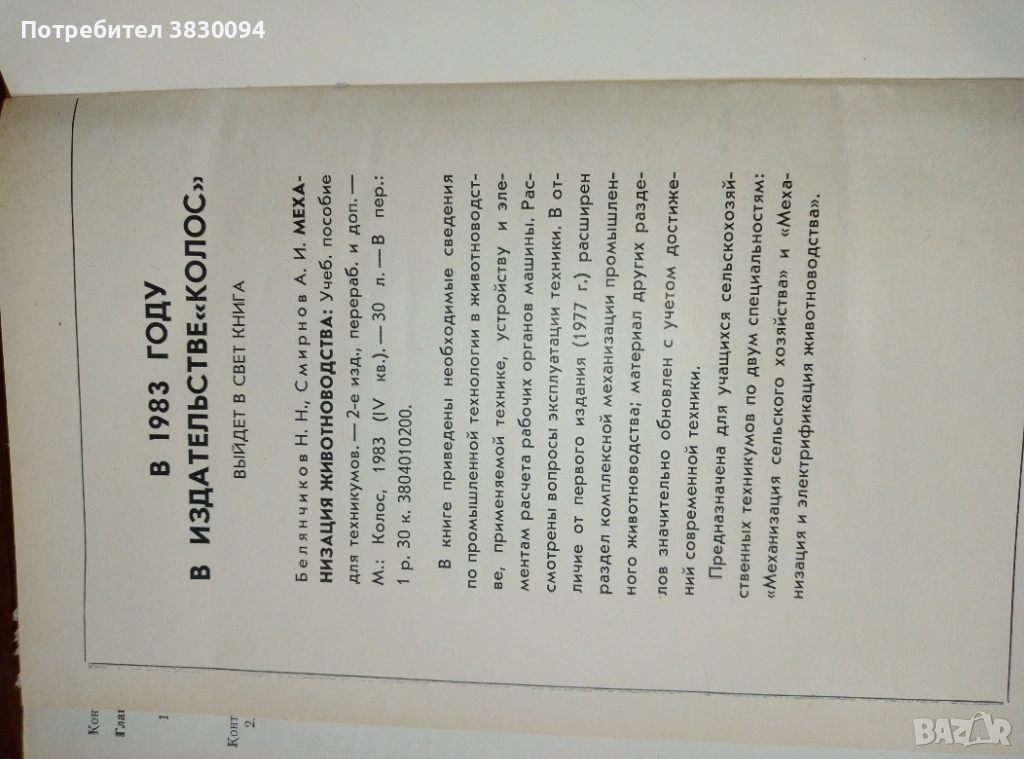 Потребител 3830094
В 1983 ГОДУ
В ИЗДАТЕЛЬСТВЕ«КОЛОС»
ВЫЙДЕТ В СВЕТ КНИГА
Белянчиков Н. Н., Смирнов А. И. МЕХА-
НИЗАЦИЯ ЖИВОТНОВОДСТВА: Учеб. пособие
для техникумов. — 2-е изд., перераб. и доп. —
М.: Колос, 1983 (IV кв.). — 30 л. — В пер.:
1 р. 30 к. 3804010200.
В книге приведены необходимые сведения
по промышленной технологии в животноводст-
ве, применяемой технике, устройству и эле-
ментам расчета рабочих органов машины. Рас-
смотрены вопросы эксплуатации техники. В от-
личие от первого издания (1977 г.) расширен
раздел комплексной механизации промышлен-
ного животноводства; материал других разде-
лов значительно обновлен с учетом достиже-
ний современной техники.
Предназначена для учащихся сельскохозяй-
ственных техникумов по двум специальностям:
«Механизация сельского хозяйства» и «Меха-
низация и электрификация животноводства».
Кон
Глав
1
Конт
2.
BAZAR